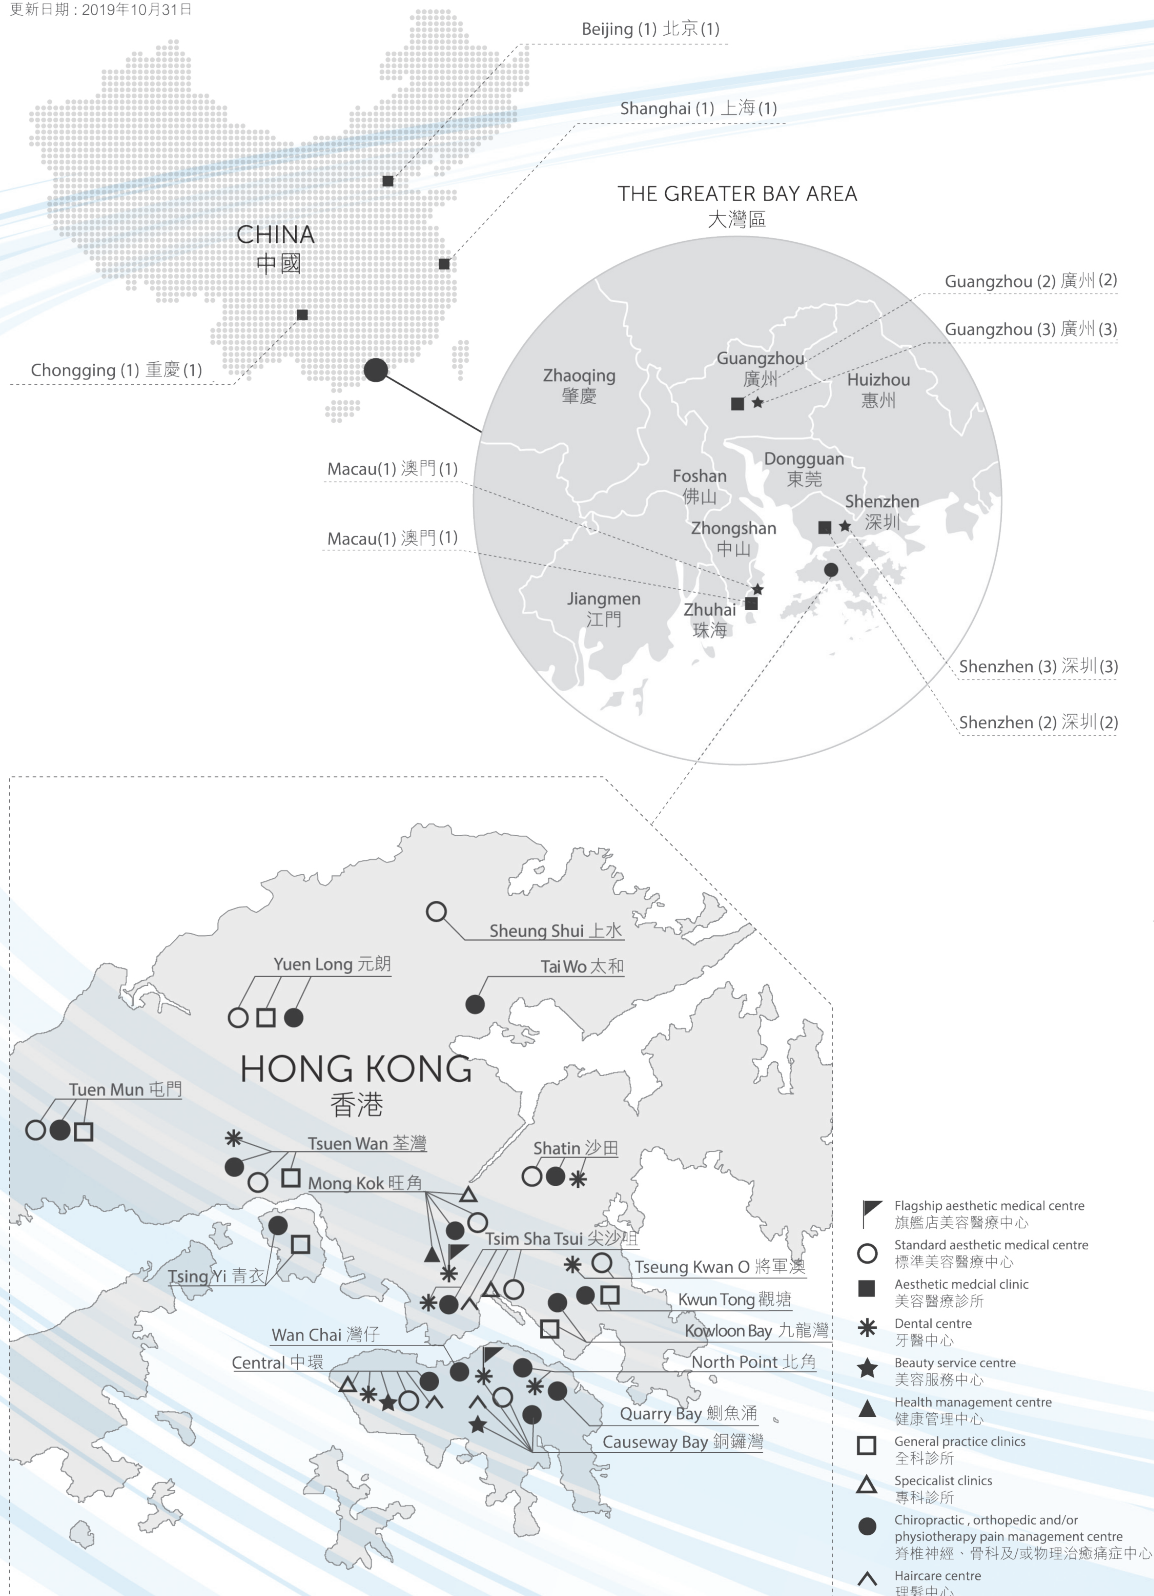 更新日期 : 2019年10月31日
Beijing (1) 北京 (1)
Shanghai (1) 上海 (1)
CHINA
中國
Chongging (1) 重慶 (1)
THE GREATER BAY AREA
大灣區
Guangzhou (2) 廣州 (2)
Guangzhou (3) 廣州 (3)
Guangzhou
廣州
Zhaoqing
肇慶
Huizhou
惠州
Macau(1) 澳門 (1)
Dongguan
東莞
Foshan
佛山
Shenzhen
深圳
Macau(1) 澳門 (1)
Zhongshan
中山
Jiangmen
江門
Zhuhai
珠海
Shenzhen (3) 深圳 (3)
Shenzhen (2) 深圳 (2)
Sheung Shui 上水
Yuen Long 元朗
Tai Wo 太和
HONG KONG
香港
Tuen Mun 屯門
Tsuen Wan 荃灣
Shatin 沙田
Mong Kok 旺角
Tsim Sha Tsui 尖沙咀
Tseung Kwan O 將軍澳
Tsing Yi 青衣
Kwun Tong 觀塘
Kowloon Bay 九龍灣
Wan Chai 灣仔
Central 中環
North Point 北角
Quarry Bay 鰂魚涌
Causeway Bay 銅鑼灣
Flagship aesthetic medical centre
旗艦店美容醫療中心
Standard aesthetic medical centre
標準美容醫療中心
Aesthetic medcial clinic
美容醫療診所
Dental centre
牙醫中心
Beauty service centre
美容服務中心
Health management centre
健康管理中心
General practice clinics
全科診所
Specicalist clinics
專科診所
Chiropractic , orthopedic and/or
physiotherapy pain management centre
脊椎神經、骨科及/或物理治癒痛症中心
Haircare centre
理髮中心